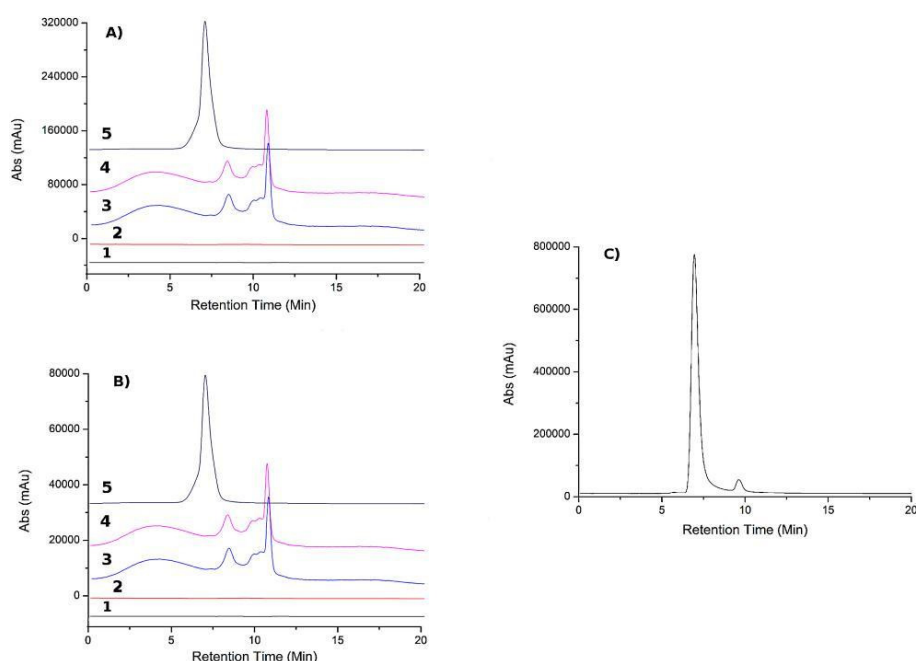 A)
320000
240000
160000
80000
0
Abs (mAu)
5
4
3
2
1
0 5 10 15 20
Retention Time (Min)
B)
80000
60000
40000
20000
0
Abs (mAu)
5
4
3
2
1
0 5 10 15 20
Retention Time (Min)
C)
800000
600000
400000
200000
0
Abs (mAu)
0 5 10 15 20
Retention Time (Min)